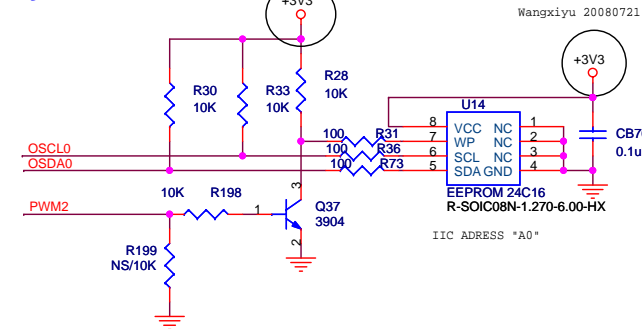 +3V3
Wangxiyu 20080721
+3V3
R30
10K
R33
10K
R28
10K
U14
8 VCC NC 1
7 WP NC 2
6 SCL NC 3
5 SDA GND 4
100 R31
100 R36
100 R73
0.1u
OSCL0
OSDA0
EEPROM 24C16
R-SOIC08N-1.270-6.00-HX
IIC ADRESS "A0"
10K R198
PWM2
1
3
2
Q37
3904
R199
NS/10K